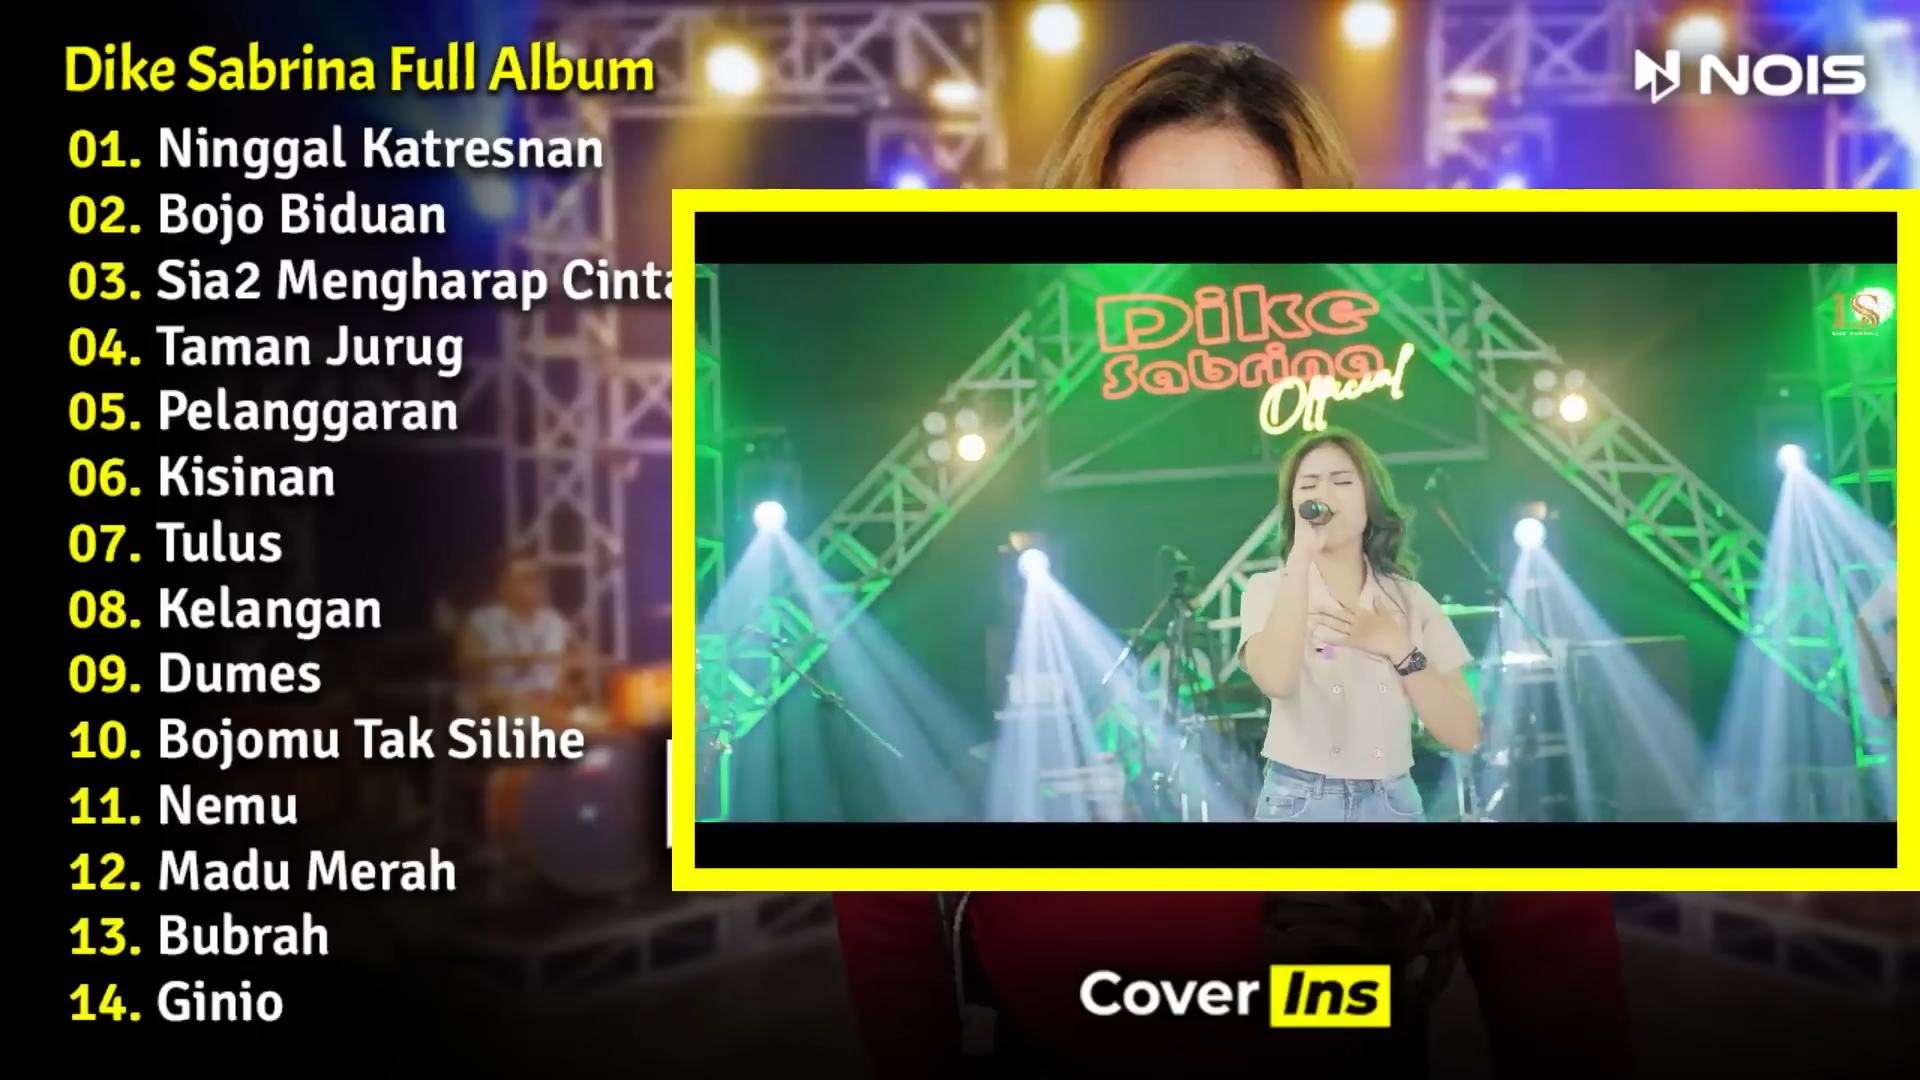 Dike Sabrina Full Album
NOIS
01. Ninggal Katresnan
02. Bojo Biduan
03. Sia2 Mengharap Cinta
04. Taman Jurug
05. Pelanggaran
06. Kisinan
07. Tulus
08. Kelangan
09. Dumes
10. Bojomu Tak Silihe
11. Nemu
12. Madu Merah
13. Bubrah
14. Ginio
Dike
Sabrina
Official
Cover Ins